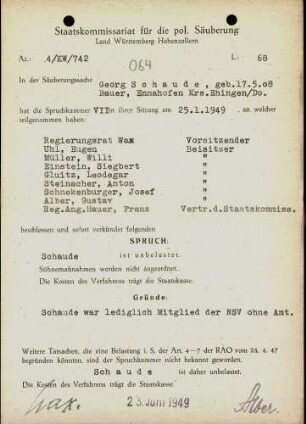 Staatskommissariat für die pol. Säuberung
Land Württemberg Hohenzollern
Az.: .4/KW/742 L.: 68
064
In der Säuberungssache
Georg Schaude, geb.17.5.08
Bauer, Ennahofen Krs.Ehingen/Do.
hat die Spruchkammer VII in ihrer Sitzung am 25.1.1949, an welcher
teilgenommen haben:
Regierungsrat Wax Vorsitzender
Uhl, Eugen Beisitzer
Müller, Willi "
Einstein, Siegbert "
Gluitz, Leodegar "
Steinacher, Anton "
Schnekenburger, Josef "
Alber, Gustav "
Reg.Ang.Hauer, Franz Vertr.d.Staatskommiss.
beschlossen und sofort verkündet folgenden
SPRUCH:
Schaude ist unbelastet.
Sühnemaßnahmen werden nicht angeordnet.
Die Kosten des Verfahrens trägt die Staatskasse.
Gründe:
Schaude war lediglich Mitglied der NSV ohne Amt.
Weitere Tatsachen, die eine Belastung i. S. der Art. 4–7 der RAO vom 24. 4. 47
begründen könnten, sind der Spruchkammer nicht bekannt geworden.
Schaude ist daher unbelastet.
Die Kosten des Verfahrens trägt die Staatskasse.
Wax. 23. Juni 1949 Alber.